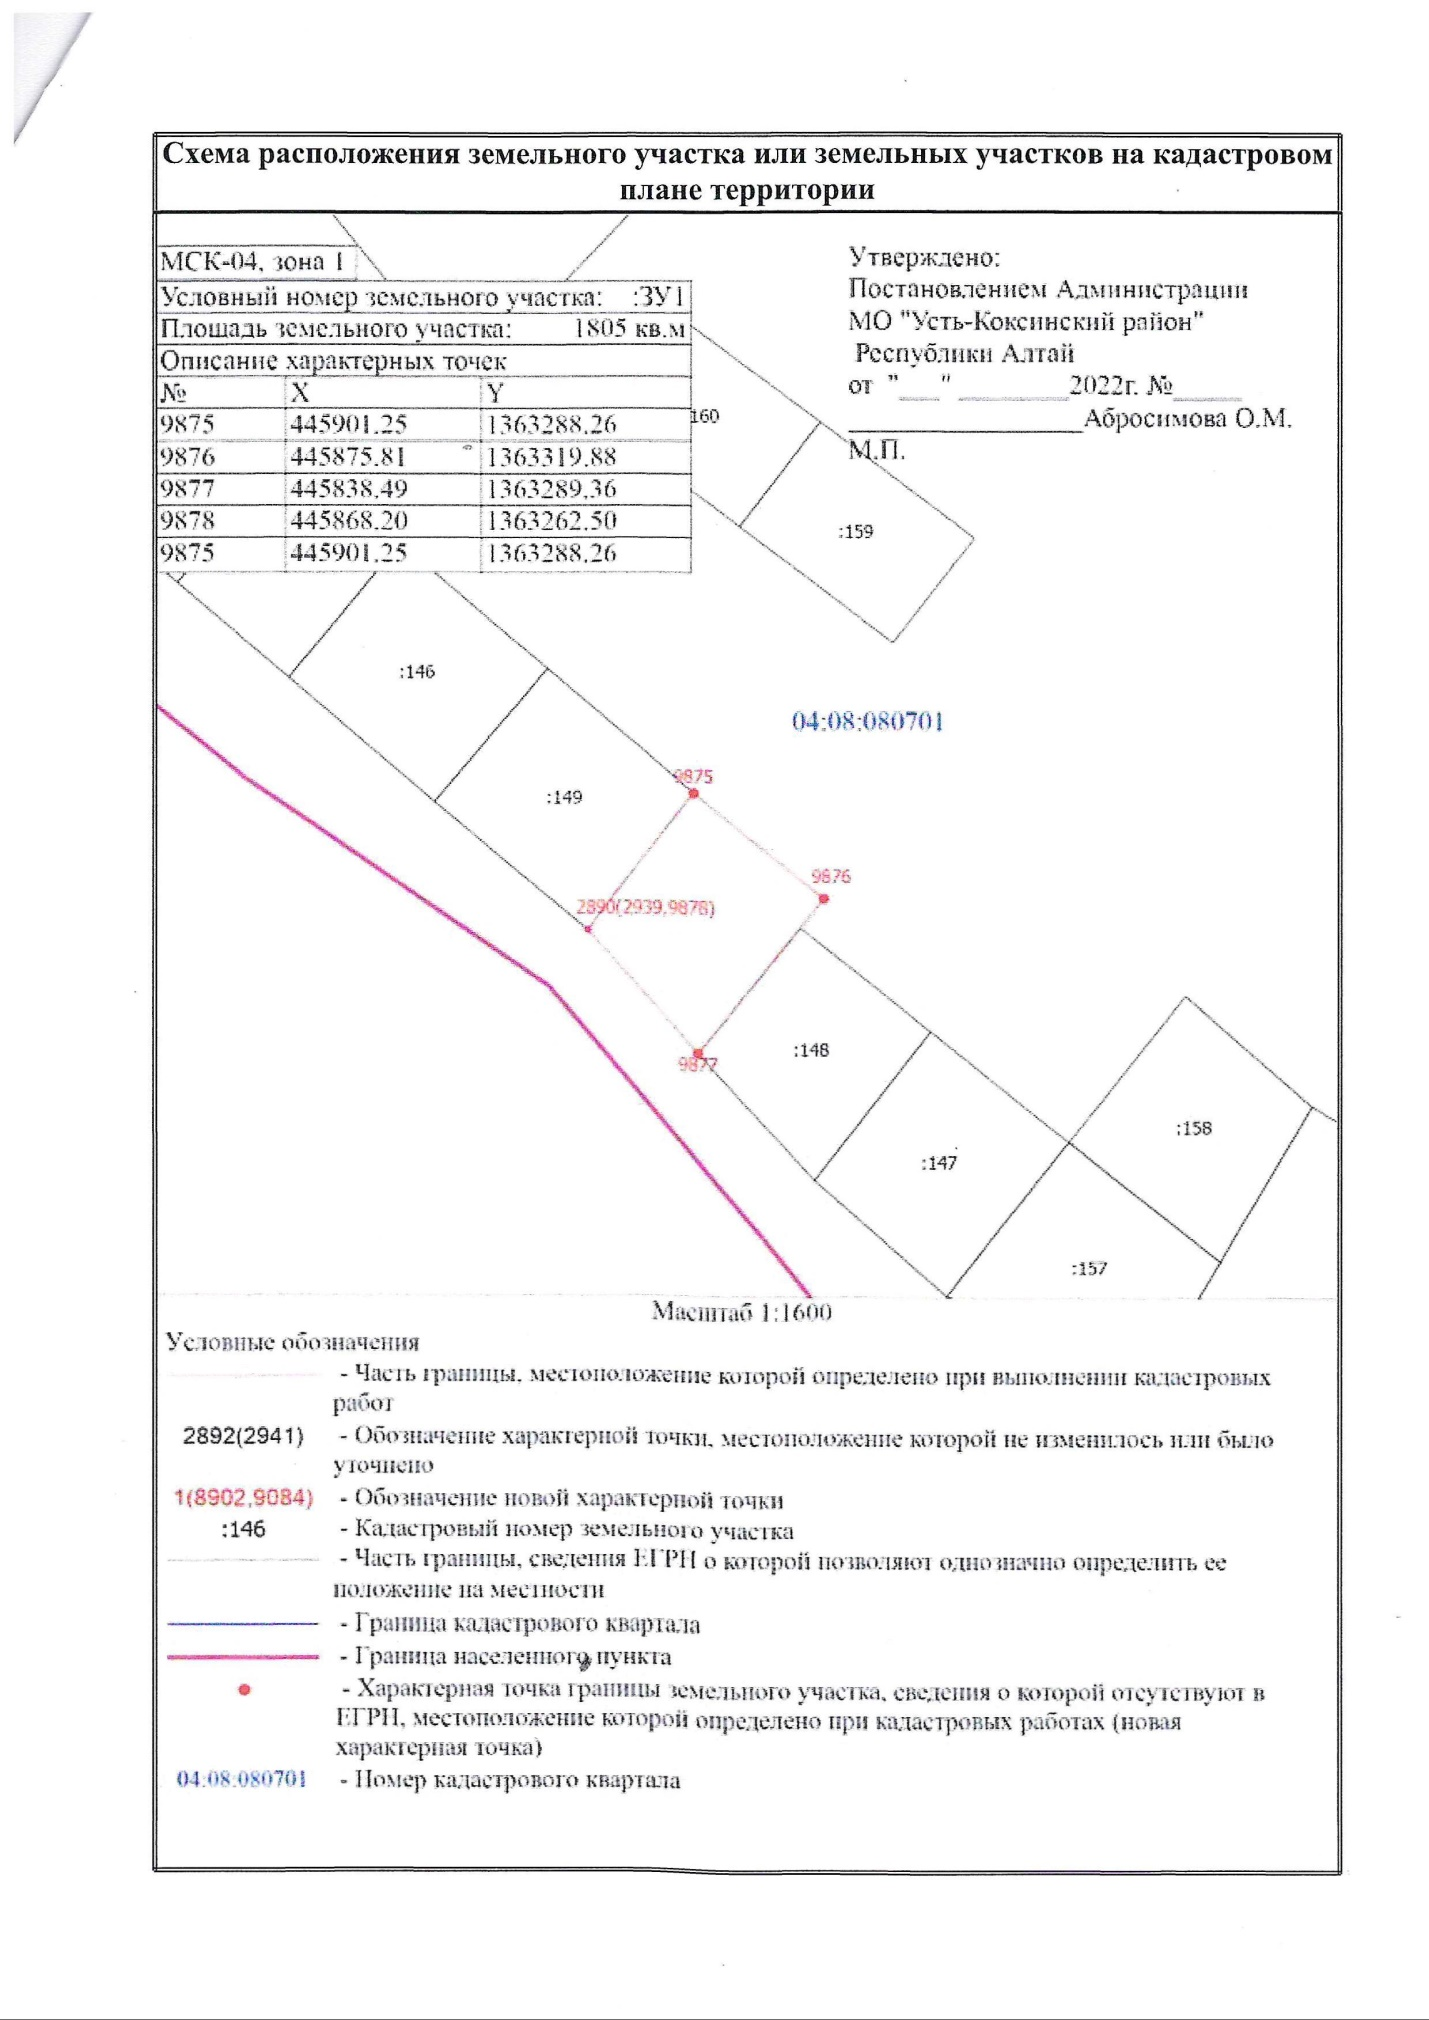 Схема расположения земельного участка или земельных участков на кадастровом
плане территории
МСК-04, зона 1
Условный номер земельного участка: :ЗУ1
Площадь земельного участка: 1805 кв.м
Описание характерных точек
№ X Y
9875 445901.25 1363288.26
9876 445875.81 1363319.88
9877 445838.49 1363289.36
9878 445868.20 1363262.50
9875 445901.25 1363288.26
Утверждено:
Постановлением Администрации
МО "Усть-Коксинский район"
Республики Алтай
от "___" ________2022г. №_____
_________________Абросимова О.М.
М.П.
160
:159
:146
04:08:080701
9875
:149
9876
2890(2939,9878)
9877
:148
:158
:147
:157
Масштаб 1:1600
Условные обозначения
- Часть границы, местоположение которой определено при выполнении кадастровых
работ
2892(2941) - Обозначение характерной точки, местоположение которой не изменилось или было
уточнено
1(8902,9084) - Обозначение новой характерной точки
:146 - Кадастровый номер земельного участка
- Часть границы, сведения ЕГРН о которой позволяют однозначно определить ее
положение на местности
- Граница кадастрового квартала
- Граница населенного пункта
- Характерная точка границы земельного участка, сведения о которой отсутствуют в
ЕГРН, местоположение которой определено при кадастровых работах (новая
характерная точка)
04:08:080701 - Номер кадастрового квартала